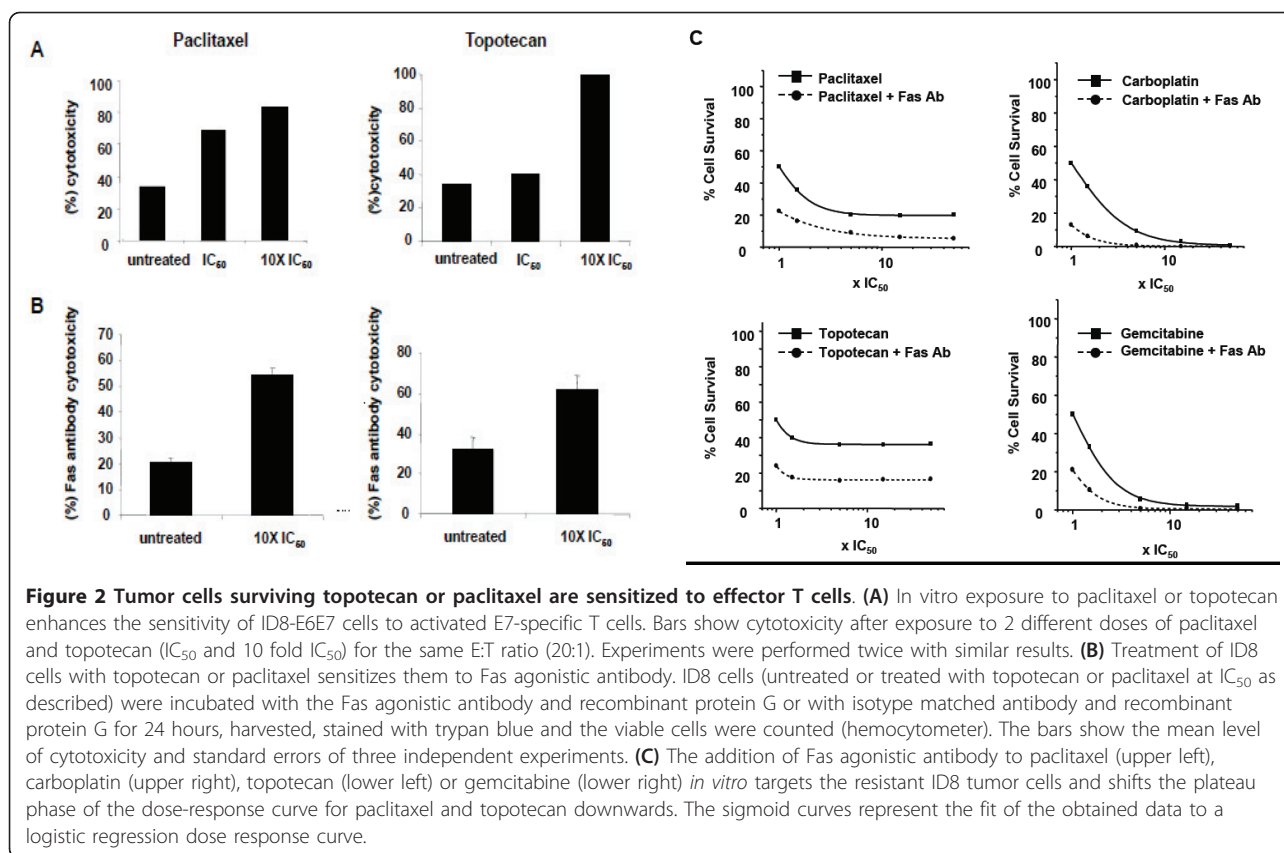 A
Paclitaxel
Topotecan
C
(%) cytotoxicity
100
80
60
40
20
0
untreated
IC50
10X IC50
(%)cytotoxicity
100
80
60
40
20
0
untreated
IC50
10X IC50
B
(%) Fas antibody cytotoxicity
70
60
50
40
30
20
10
0
untreated
10X IC50
(%) Fas antibody cytotoxicity
80
60
40
20
0
untreated
10X IC50
Paclitaxel
Paclitaxel + Fas Ab
% Cell Survival
100
80
60
40
20
0
1
10
x IC50
Carboplatin
Carboplatin + Fas Ab
% Cell Survival
100
80
60
40
20
0
1
10
x IC50
Topotecan
Topotecan + Fas Ab
% Cell Survival
100
80
60
40
20
0
1
10
x IC50
Gemcitabine
Gemcitabine + Fas Ab
% Cell Survival
100
80
60
40
20
0
1
10
x IC50
Figure 2 Tumor cells surviving topotecan or paclitaxel are sensitized to effector T cells. (A) In vitro exposure to paclitaxel or topotecan
enhances the sensitivity of ID8-E6E7 cells to activated E7-specific T cells. Bars show cytotoxicity after exposure to 2 different doses of paclitaxel
and topotecan (IC50 and 10 fold IC50) for the same E:T ratio (20:1). Experiments were performed twice with similar results. (B) Treatment of ID8
cells with topotecan or paclitaxel sensitizes them to Fas agonistic antibody. ID8 cells (untreated or treated with topotecan or paclitaxel at IC50 as
described) were incubated with the Fas agonistic antibody and recombinant protein G or with isotype matched antibody and recombinant
protein G for 24 hours, harvested, stained with trypan blue and the viable cells were counted (hemocytometer). The bars show the mean level
of cytotoxicity and standard errors of three independent experiments. (C) The addition of Fas agonistic antibody to paclitaxel (upper left),
carboplatin (upper right), topotecan (lower left) or gemcitabine (lower right) in vitro targets the resistant ID8 tumor cells and shifts the plateau
phase of the dose-response curve for paclitaxel and topotecan downwards. The sigmoid curves represent the fit of the obtained data to a
logistic regression dose response curve.